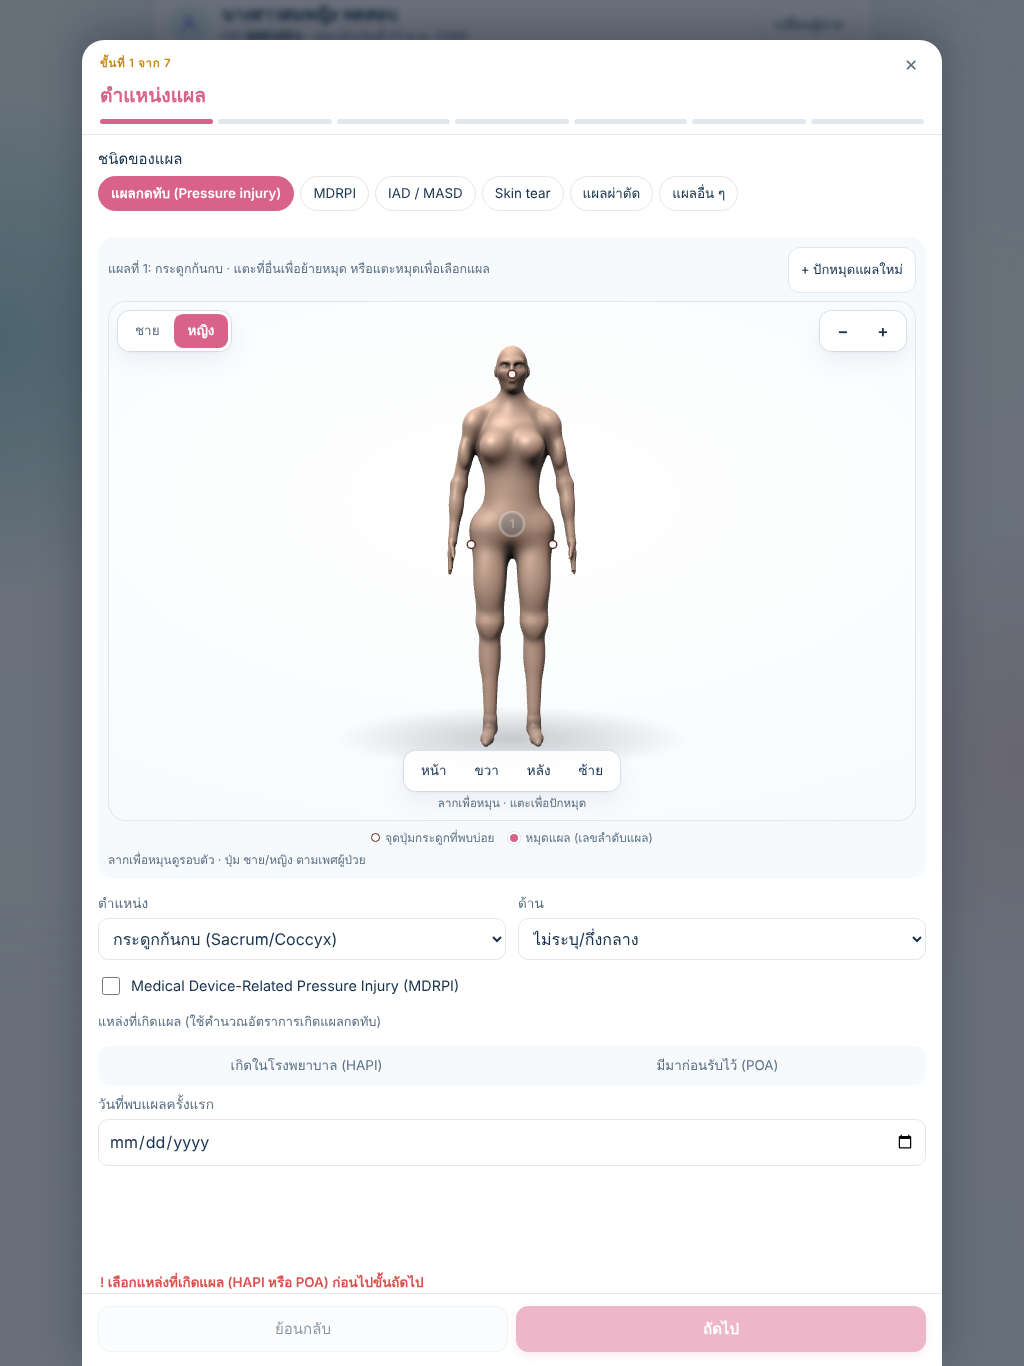 ขั้นที่ 1 จาก 7
×
ตำแหน่งแผล
ชนิดของแผล
แผลกดทับ (Pressure injury)
MDRPI
IAD / MASD
Skin tear
แผลผ่าตัด
แผลอื่น ๆ
แผลที่ 1: กระดูกก้นกบ · แตะที่อื่นเพื่อย้ายหมุด หรือแตะหมุดเพื่อเลือกแผล
+ ปักหมุดแผลใหม่
ชาย
หญิง
− +
1
หน้า ขวา หลัง ซ้าย
ลากเพื่อหมุน · แตะเพื่อปักหมุด
จุดปุ่มกระดูกที่พบบ่อย
หมุดแผล (เลขลำดับแผล)
ลากเพื่อหมุนดูรอบตัว · ปุ่ม ชาย/หญิง ตามเพศผู้ป่วย
ตำแหน่ง
ด้าน
กระดูกก้นกบ (Sacrum/Coccyx)
ไม่ระบุ/กึ่งกลาง
Medical Device-Related Pressure Injury (MDRPI)
แหล่งที่เกิดแผล (ใช้คำนวณอัตราการเกิดแผลกดทับ)
เกิดในโรงพยาบาล (HAPI)
มีมาก่อนรับไว้ (POA)
วันที่พบแผลครั้งแรก
mm/dd/yyyy
! เลือกแหล่งที่เกิดแผล (HAPI หรือ POA) ก่อนไปขั้นถัดไป
ย้อนกลับ
ถัดไป